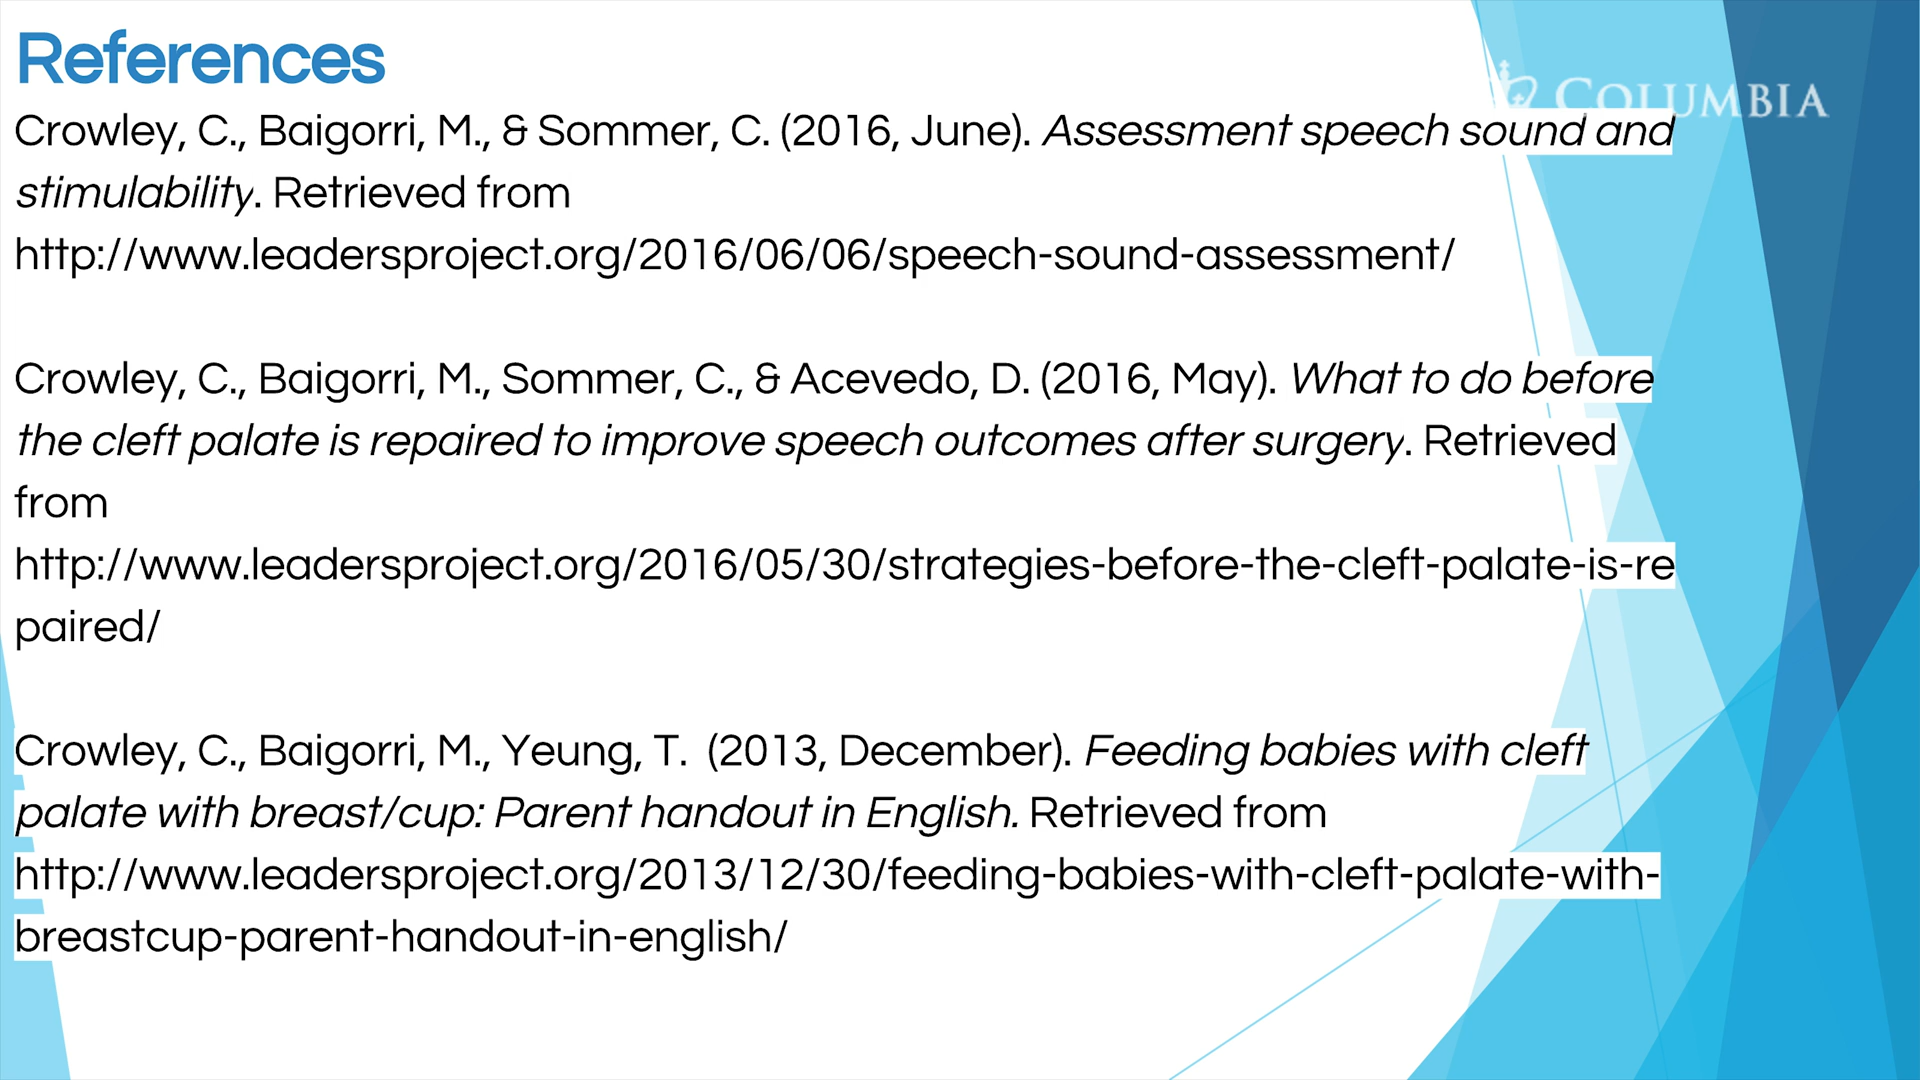 References
COLUMBIA
Crowley, C., Baigorri, M., & Sommer, C. (2016, June). Assessment speech sound and
stimulability. Retrieved from
http://www.leadersproject.org/2016/06/06/speech-sound-assessment/
Crowley, C., Baigorri, M., Sommer, C., & Acevedo, D. (2016, May). What to do before
the cleft palate is repaired to improve speech outcomes after surgery. Retrieved
from
http://www.leadersproject.org/2016/05/30/strategies-before-the-cleft-palate-is-re
paired/
Crowley, C., Baigorri, M., Yeung, T.  (2013, December). Feeding babies with cleft
palate with breast/cup: Parent handout in English. Retrieved from
http://www.leadersproject.org/2013/12/30/feeding-babies-with-cleft-palate-with-
breastcup-parent-handout-in-english/